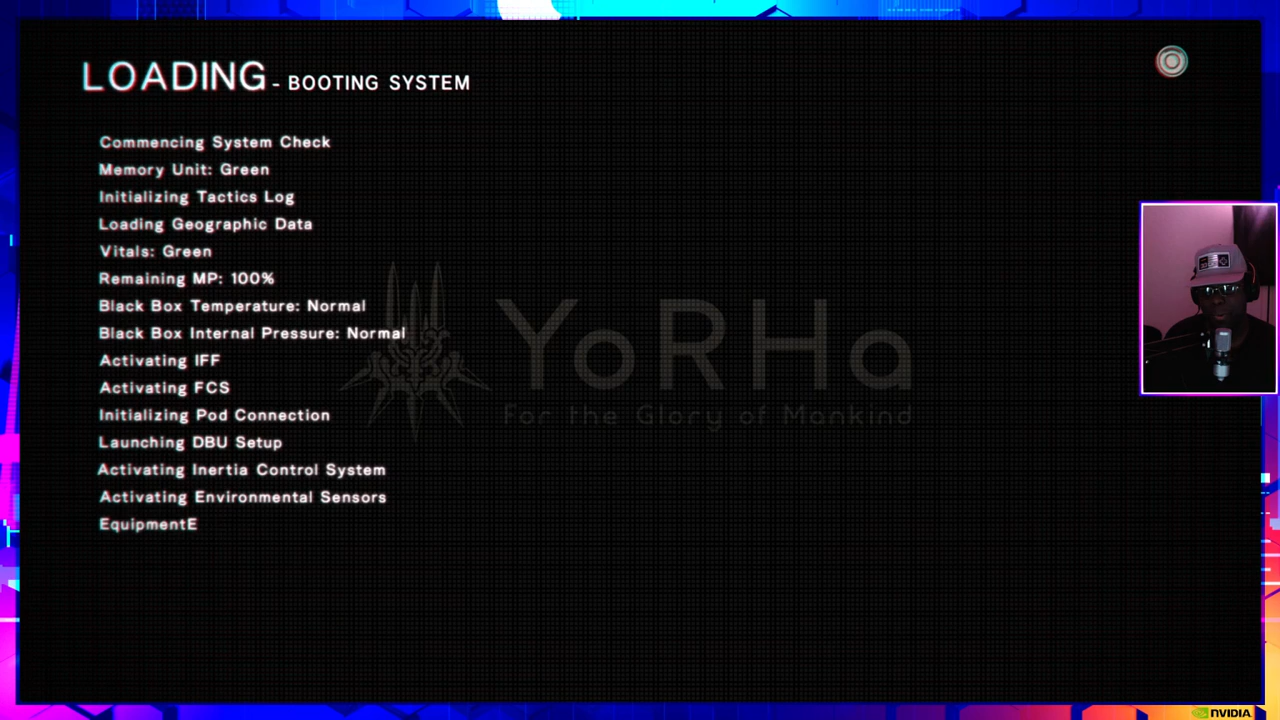 LOADING - BOOTING SYSTEM
Commencing System Check
Memory Unit: Green
Initializing Tactics Log
Loading Geographic Data
Vitals: Green
Remaining MP: 100%
Black Box Temperature: Normal
Black Box Internal Pressure: Normal
Activating IFF
Activating FCS
Initializing Pod Connection
Launching DBU Setup
Activating Inertia Control System
Activating Environmental Sensors
EquipmentE
YoRHa
For the Glory of Mankind
NVIDIA